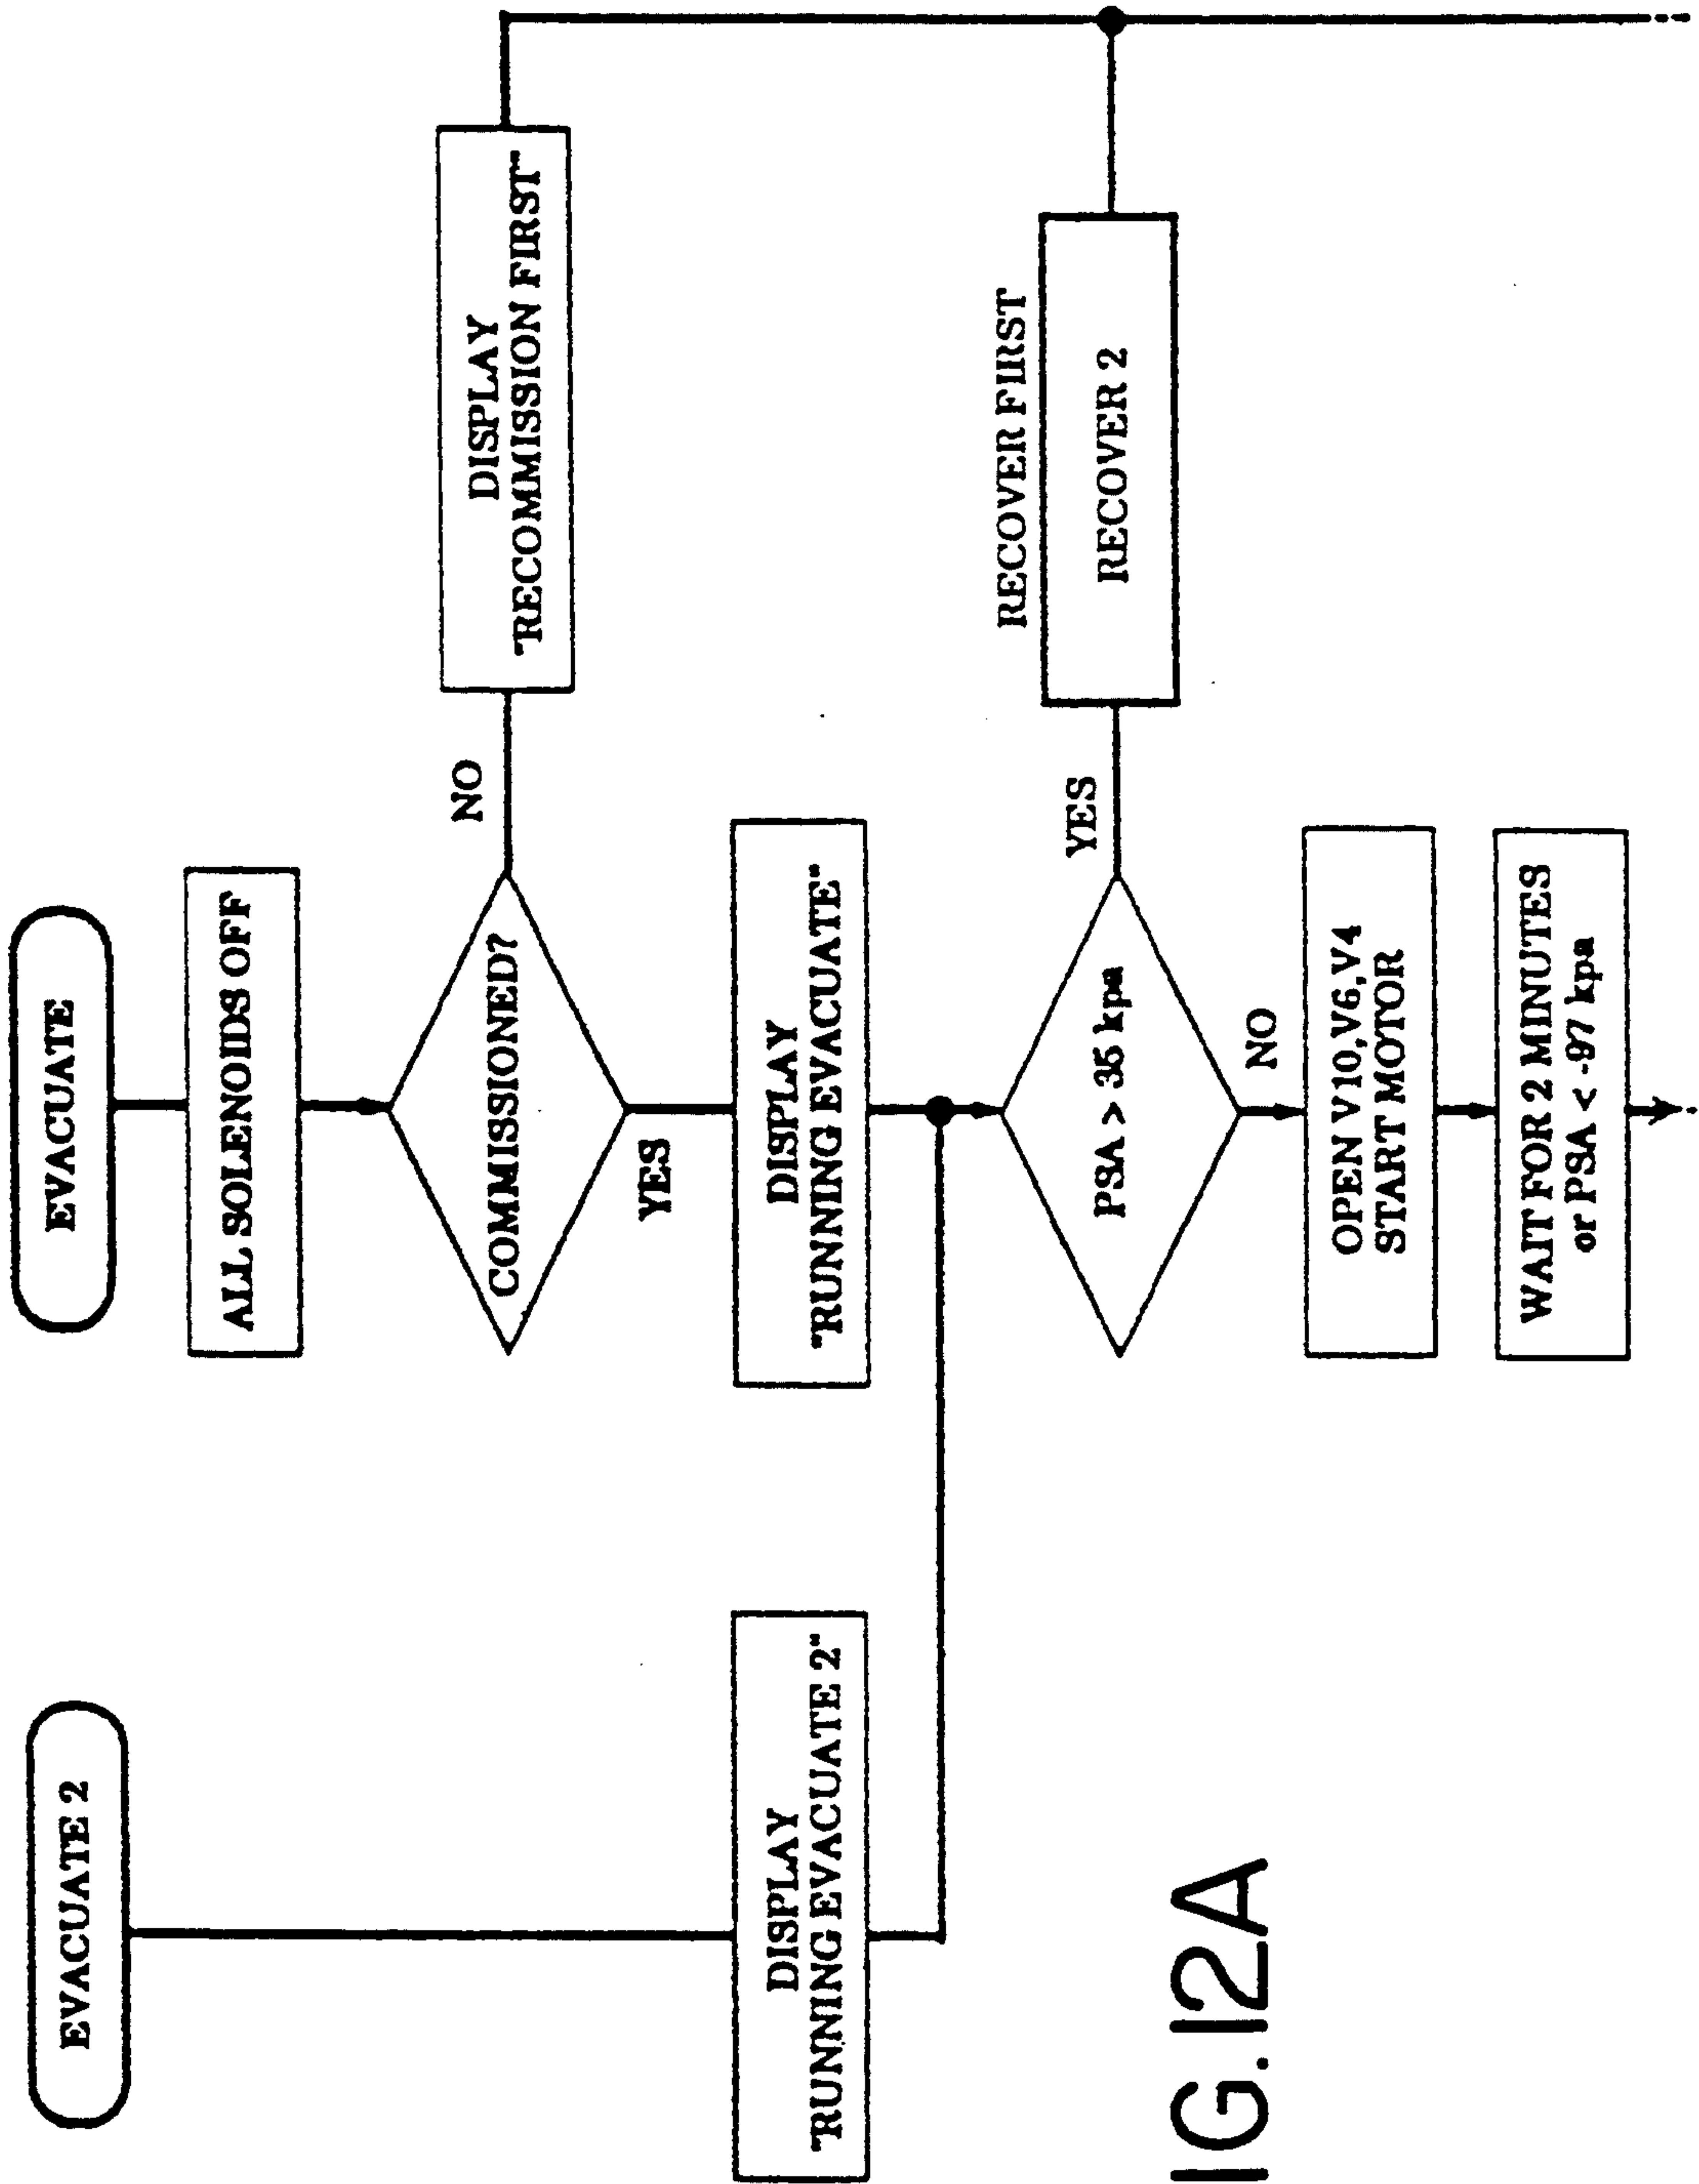 EVACUATE 2
EVACUATE
ALL SOLENOIDS OFF
COMMISSIONED?
NO
DISPLAY
"RECOMMISSION FIRST"
YES
DISPLAY
"RUNNING EVACUATE 2"
DISPLAY
"RUNNING EVACUATE"
PSA > 35 kpa
YES
RECOVER FIRST
RECOVER 2
NO
OPEN V10,V6,V4
START MOTOR
WAIT FOR 2 MINUTES
or PSA < -97 kpa
IG.12A